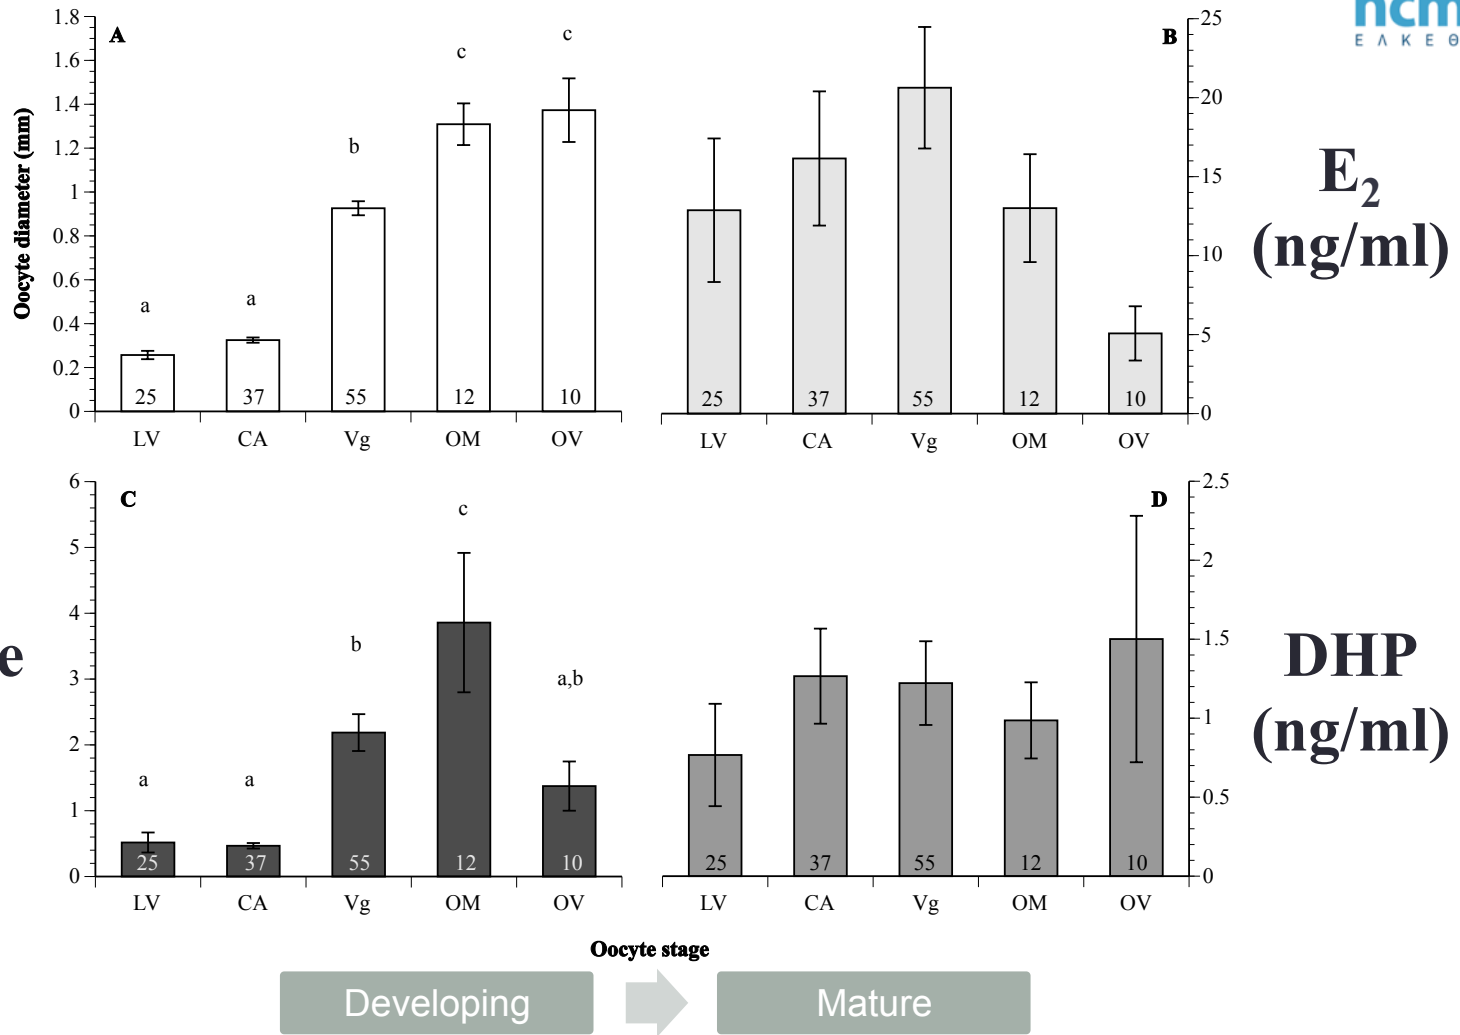 hcm
ΕΛΚΕΘ
A
Oocyte diameter (mm)
1.8
1.6
1.4
1.2
1
0.8
0.6
0.4
0.2
0
a a b c c
25 37 55 12 10
LV CA Vg OM OV
B
25
20
15
10
5
0
25 37 55 12 10
LV CA Vg OM OV
E2
(ng/ml)
C
6
5
4
3
2
1
0
a a b c a,b
25 37 55 12 10
LV CA Vg OM OV
e
D
2.5
2
1.5
1
0.5
0
25 37 55 12 10
LV CA Vg OM OV
DHP
(ng/ml)
Oocyte stage
Developing
Mature